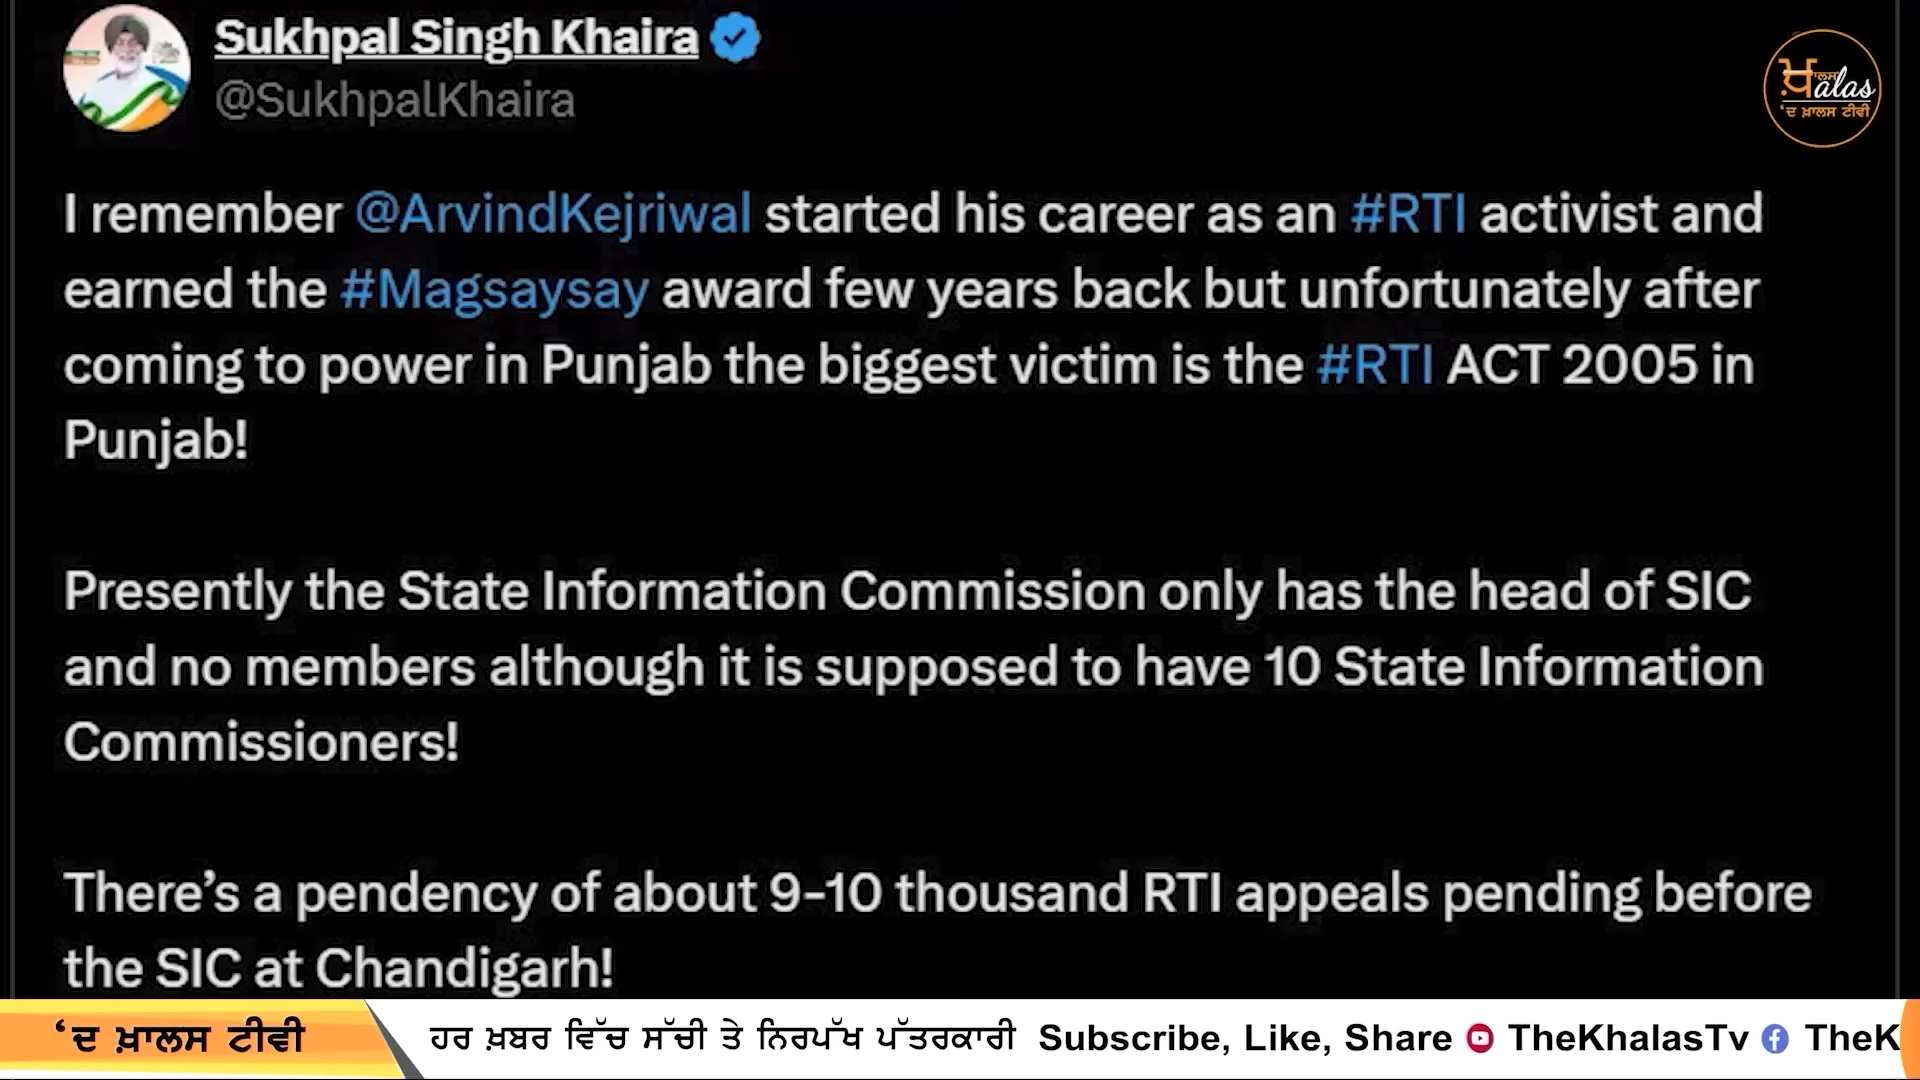 Sukhpal Singh Khaira
@SukhpalKhaira
ਖ਼ਾਲਸ
alas
'ਦ ਖ਼ਾਲਸ ਟੀਵੀ
I remember @ArvindKejriwal started his career as an #RTI activist and
earned the #Magsaysay award few years back but unfortunately after
coming to power in Punjab the biggest victim is the #RTI ACT 2005 in
Punjab!
Presently the State Information Commission only has the head of SIC
and no members although it is supposed to have 10 State Information
Commissioners!
There’s a pendency of about 9-10 thousand RTI appeals pending before
the SIC at Chandigarh!
‘ਦ ਖ਼ਾਲਸ ਟੀਵੀ
ਹਰ ਖ਼ਬਰ ਵਿੱਚ ਸੱਚੀ ਤੇ ਨਿਰਪੱਖ ਪੱਤਰਕਾਰੀ Subscribe, Like, Share TheKhalasTv TheK